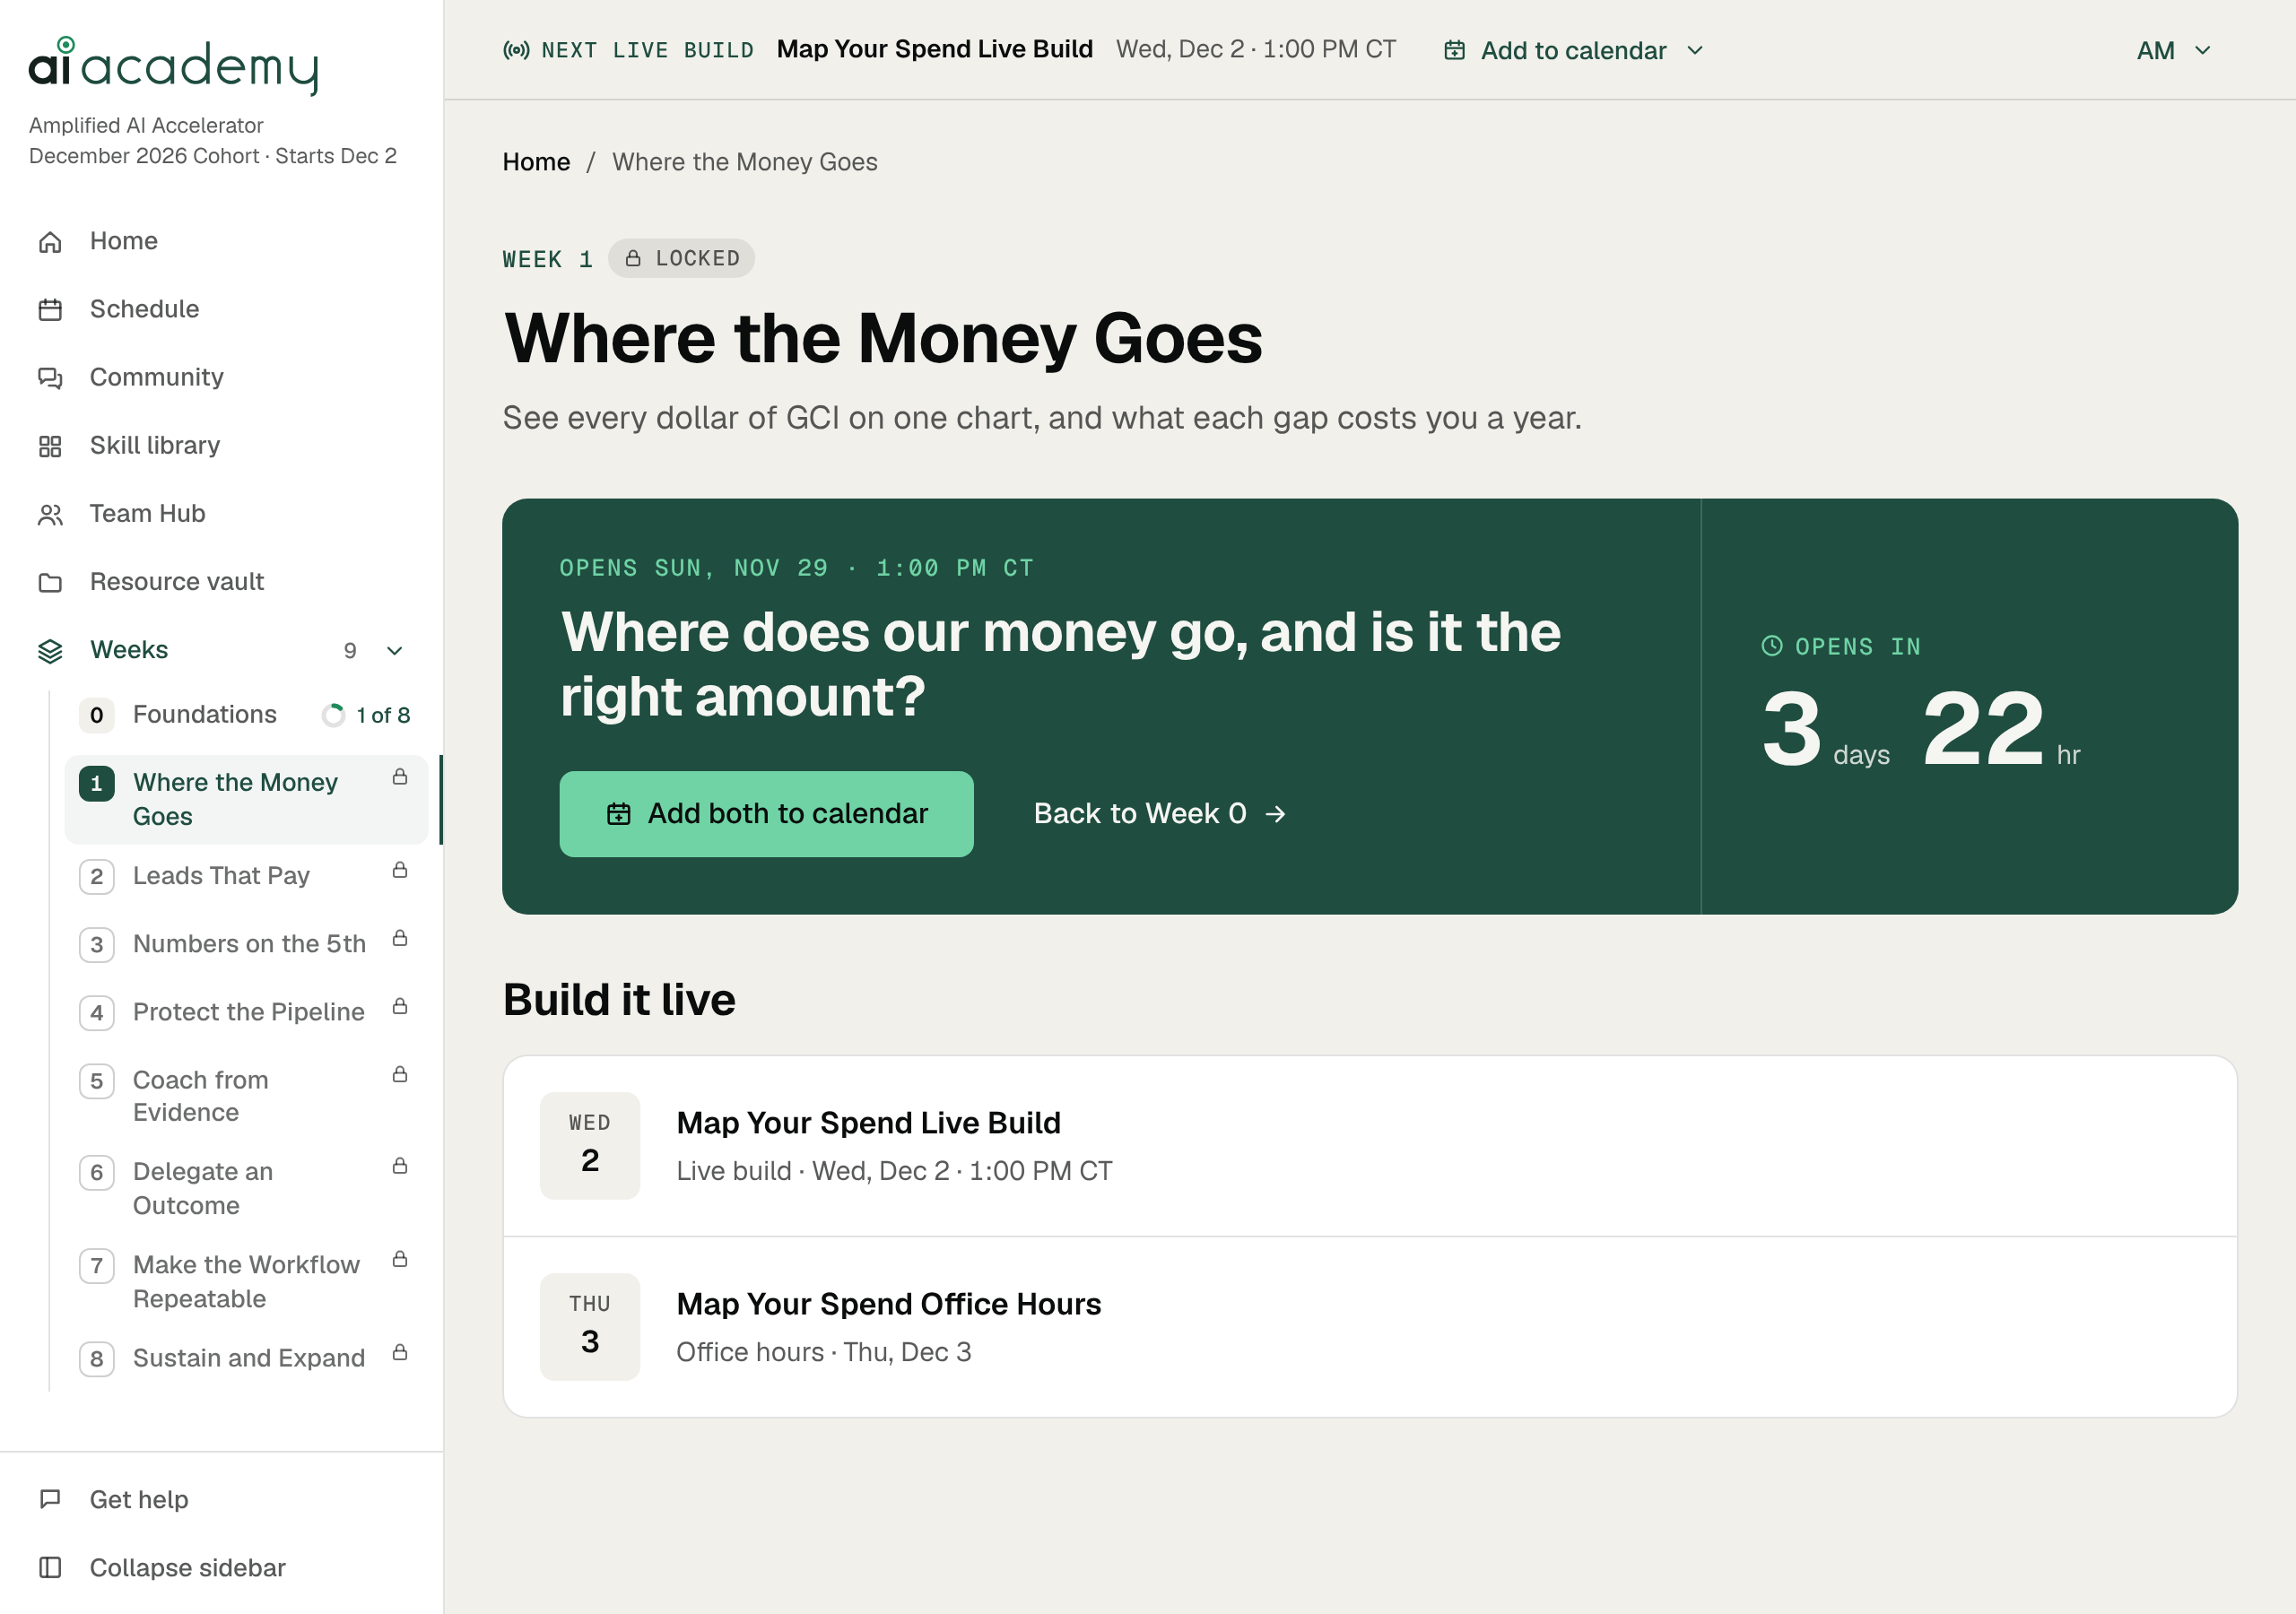 ai academy
Amplified AI Accelerator
December 2026 Cohort · Starts Dec 2
Home
Schedule
Community
Skill library
Team Hub
Resource vault
Weeks 9
0 Foundations 1 of 8
1 Where the Money
Goes
2 Leads That Pay
3 Numbers on the 5th
4 Protect the Pipeline
5 Coach from
Evidence
6 Delegate an
Outcome
7 Make the Workflow
Repeatable
8 Sustain and Expand
Get help
Collapse sidebar
NEXT LIVE BUILD Map Your Spend Live Build Wed, Dec 2 · 1:00 PM CT Add to calendar AM
Home / Where the Money Goes
WEEK 1 LOCKED
Where the Money Goes
See every dollar of GCI on one chart, and what each gap costs you a year.
OPENS SUN, NOV 29 · 1:00 PM CT
Where does our money go, and is it the
right amount?
Add both to calendar Back to Week 0 →
OPENS IN
3 days 22 hr
Build it live
WED
2
Map Your Spend Live Build
Live build · Wed, Dec 2 · 1:00 PM CT
THU
3
Map Your Spend Office Hours
Office hours · Thu, Dec 3